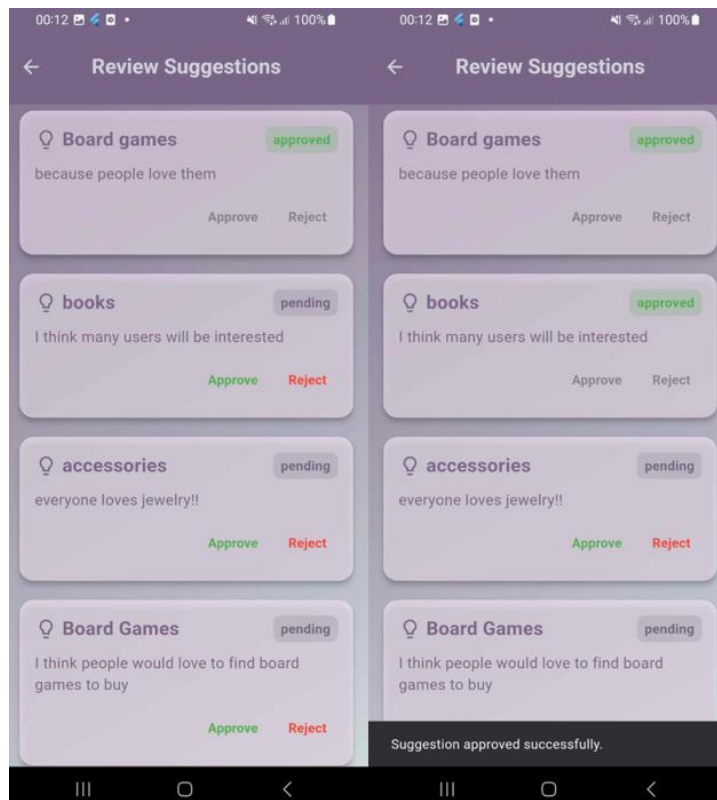 00:12
100%
Review Suggestions
Board games
approved
because people love them
Approve Reject
books
pending
I think many users will be interested
Approve Reject
accessories
pending
everyone loves jewelry!!
Approve Reject
Board Games
pending
I think people would love to find board
games to buy
Approve Reject
00:12
100%
Review Suggestions
Board games
approved
because people love them
Approve Reject
books
approved
I think many users will be interested
Approve Reject
accessories
pending
everyone loves jewelry!!
Approve Reject
Board Games
pending
I think people would love to find board
games to buy
Suggestion approved successfully.